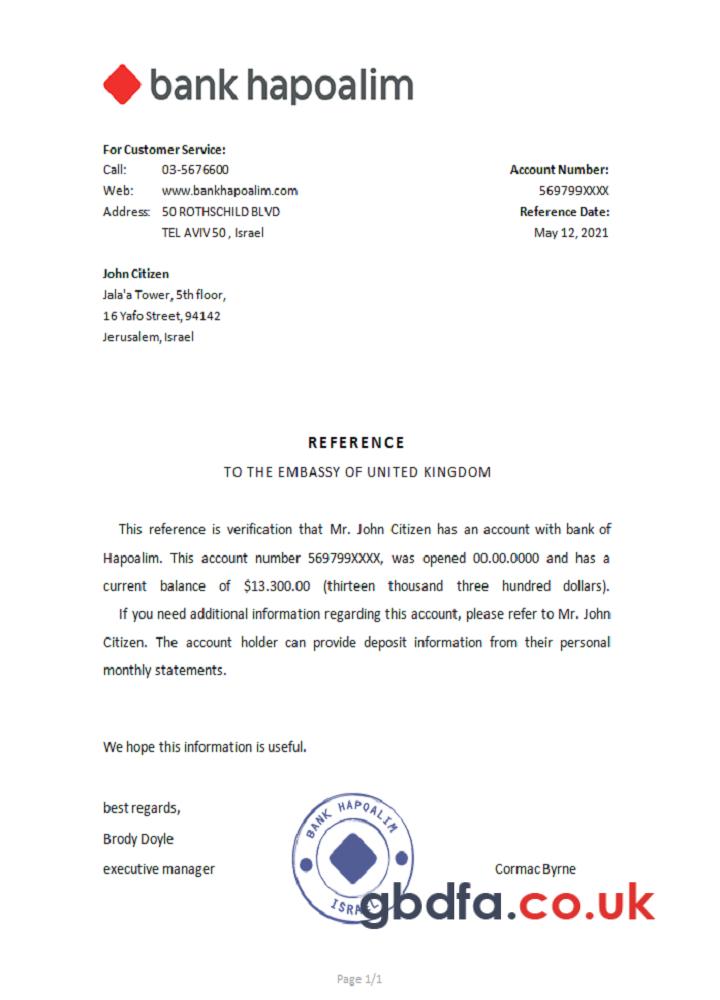 bank hapoalim
For Customer Service:
Call: 03-5676600
Account Number:
Web: www.bankhapoalim.com
569799XXXX
Address: 50 ROTHSCHILD BLVD
Reference Date:
TEL AVIV 50 , Israel
May 12, 2021
John Citizen
Jala'a Tower, 5th floor,
16 Yafo Street, 94142
Jerusalem, Israel
REFERENCE
TO THE EMBASSY OF UNITED KINGDOM
This reference is verification that Mr. John Citizen has an account with bank of
Hapoalim. This account number 569799XXXX, was opened 00.00.0000 and has a
current balance of $13.300.00 (thirteen thousand three hundred dollars).
If you need additional information regarding this account, please refer to Mr. John
Citizen. The account holder can provide deposit information from their personal
monthly statements.
We hope this information is useful.
best regards,
Brody Doyle
executive manager
BANK HAPOALIM
ISRAEL
Cormac Byrne
gbdfa.co.uk
Page 1/1